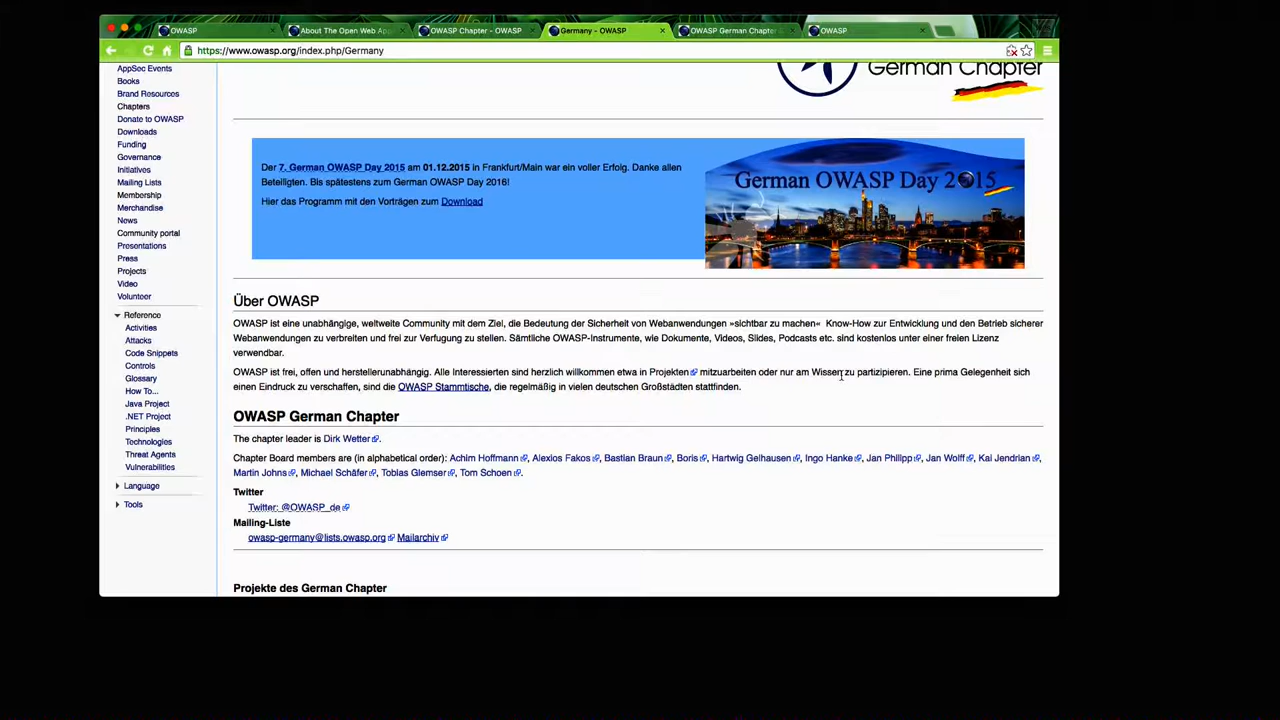 OWASP
About The Open Web App
OWASP Chapter - OWASP
Germany - OWASP
OWASP German Chapter
OWASP
https://www.owasp.org/index.php/Germany
AppSoc Events
Books
Brand Resources
Chapters
Donate to OWASP
Downloads
Funding
Governance
Initiatives
Mailing Lists
Membership
Merchandise
News
Community portal
Presentations
Press
Projects
Video
Volunteer
Reference
Activities
Attacks
Code Snippets
Controls
Glossary
How To...
Java Project
.NET Project
Principles
Technologies
Threat Agents
Vulnerabilities
Language
Tools
German Chapter
Der 7. German OWASP Day 2015 am 01.12.2015 in Frankfurt/Main war ein voller Erfolg. Danke allen
Beteiligten. Bis spätestens zum German OWASP Day 2016!
Hier das Programm mit den Vorträgen zum Download
German OWASP Day 2015
Über OWASP
OWASP ist eine unabhängige, weltweite Community mit dem Ziel, die Bedeutung der Sicherheit von Webanwendungen »sichtbar zu machen« Know-How zur Entwicklung und den Betrieb sicherer
Webanwendungen zu verbreiten und frei zur Verfugung zu stellen. Sämtliche OWASP-Instrumente, wie Dokumente, Videos, Slides, Podcasts etc. sind kostenlos unter einer freien Lizenz
verwendbar.
OWASP ist frei, offen und herstellerunabhängig. Alle Interessierten sind herzlich willkommen etwa in Projekten mitzuarbeiten oder nur am Wissen zu partizipieren. Eine prima Gelegenheit sich
einen Eindruck zu verschaffen, sind die OWASP Stammtische, die regelmäßig in vielen deutschen Großstädten stattfinden.
OWASP German Chapter
The chapter leader is Dirk Wetter.
Chapter Board members are (in alphabetical order): Achim Hoffmann, Alexios Fakos, Bastian Braun, Boris, Hartwig Gelhausen, Ingo Hanke, Jan Philipp, Jan Wolff, Kai Jendrian,
Martin Johns, Michael Schäfer, Tobias Glemser, Tom Schoen.
Twitter
Twitter: @OWASP_de
Mailing-Liste
owasp-germany@lists.owasp.org Mailarchiv
Projekte des German Chapter